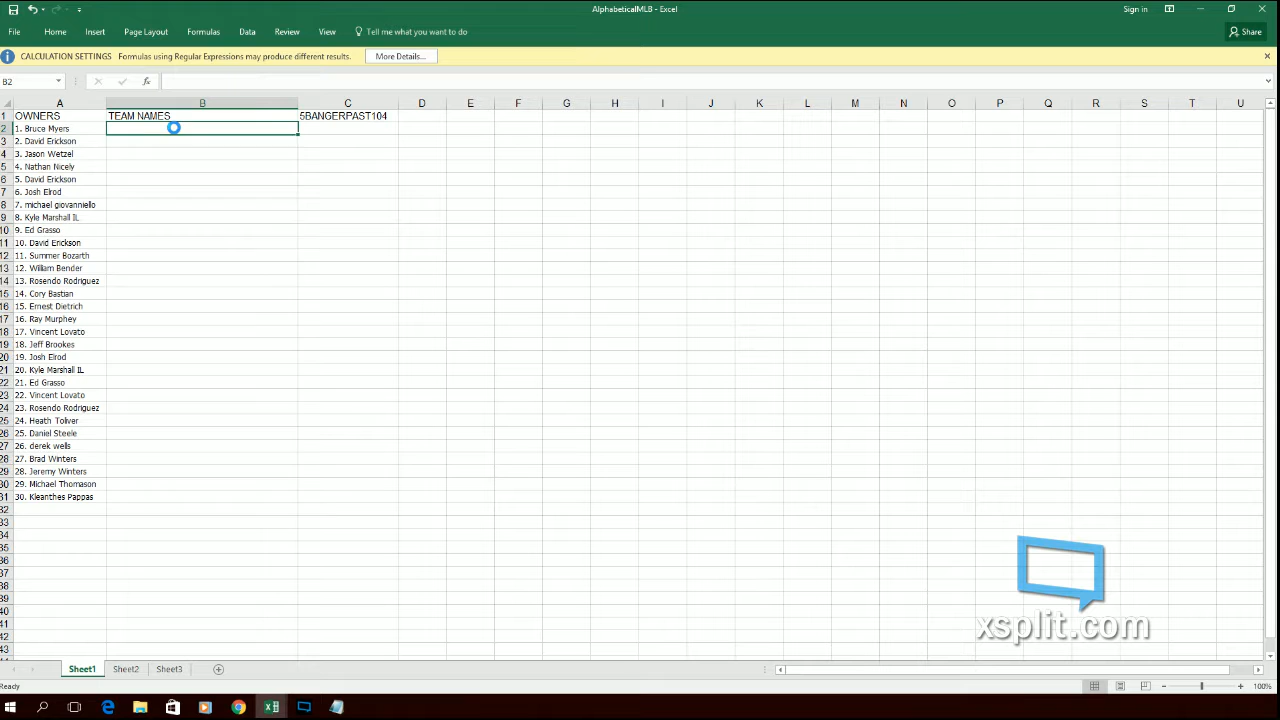 AlphabeticalMLB - Excel
Sign in
File Home Insert Page Layout Formulas Data Review View Tell me what you want to do
Share
CALCULATION SETTINGS Formulas using Regular Expressions may produce different results. More Details...
B2
A B C D E F G H I J K L M N O P Q R S T U
1 OWNERS TEAM NAMES 5BANGERPAST104
2 1. Bruce Myers
3 2. David Erickson
4 3. Jason Wetzel
5 4. Nathan Nicely
6 5. David Erickson
7 6. Josh Elrod
8 7. michael giovanniello
9 8. Kyle Marshall IL
10 9. Ed Grasso
11 10. David Erickson
12 11. Summer Bozarth
13 12. William Bender
14 13. Rosendo Rodriguez
15 14. Cory Bastian
16 15. Ernest Dietrich
17 16. Ray Murphey
18 17. Vincent Lovato
19 18. Jeff Brookes
20 19. Josh Elrod
21 20. Kyle Marshall IL
22 21. Ed Grasso
23 22. Vincent Lovato
24 23. Rosendo Rodriguez
25 24. Heath Toliver
26 25. Daniel Steele
27 26. derek wells
28 27. Brad Winters
29 28. Jeremy Winters
30 29. Michael Thomason
31 30. Kleanthes Pappas
32
33
34
35
36
37
38
39
40
41
42
43
xsplit.com
Sheet1 Sheet2 Sheet3
Ready
100%